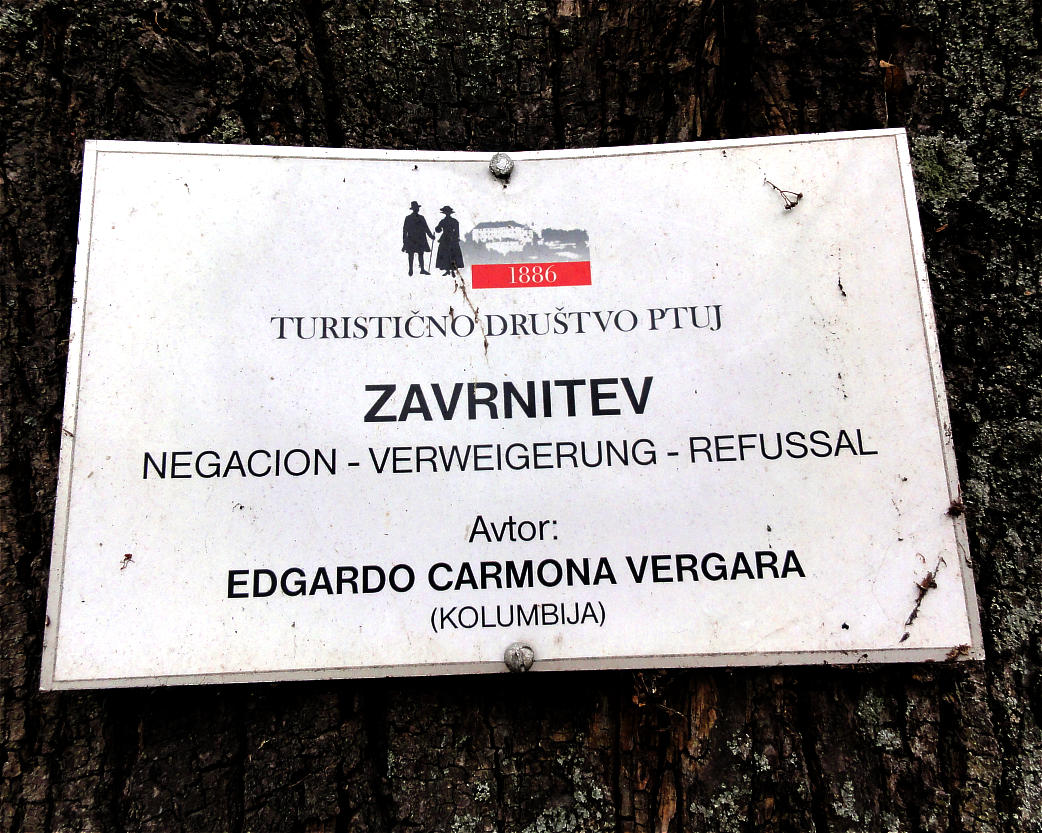 1886
TURISTIČNO DRUŠTVO PTUJ
ZAVRNITEV
NEGACION - VERWEIGERUNG - REFUSSAL
Avtor:
EDGARDO CARMONA VERGARA
(KOLUMBIJA)